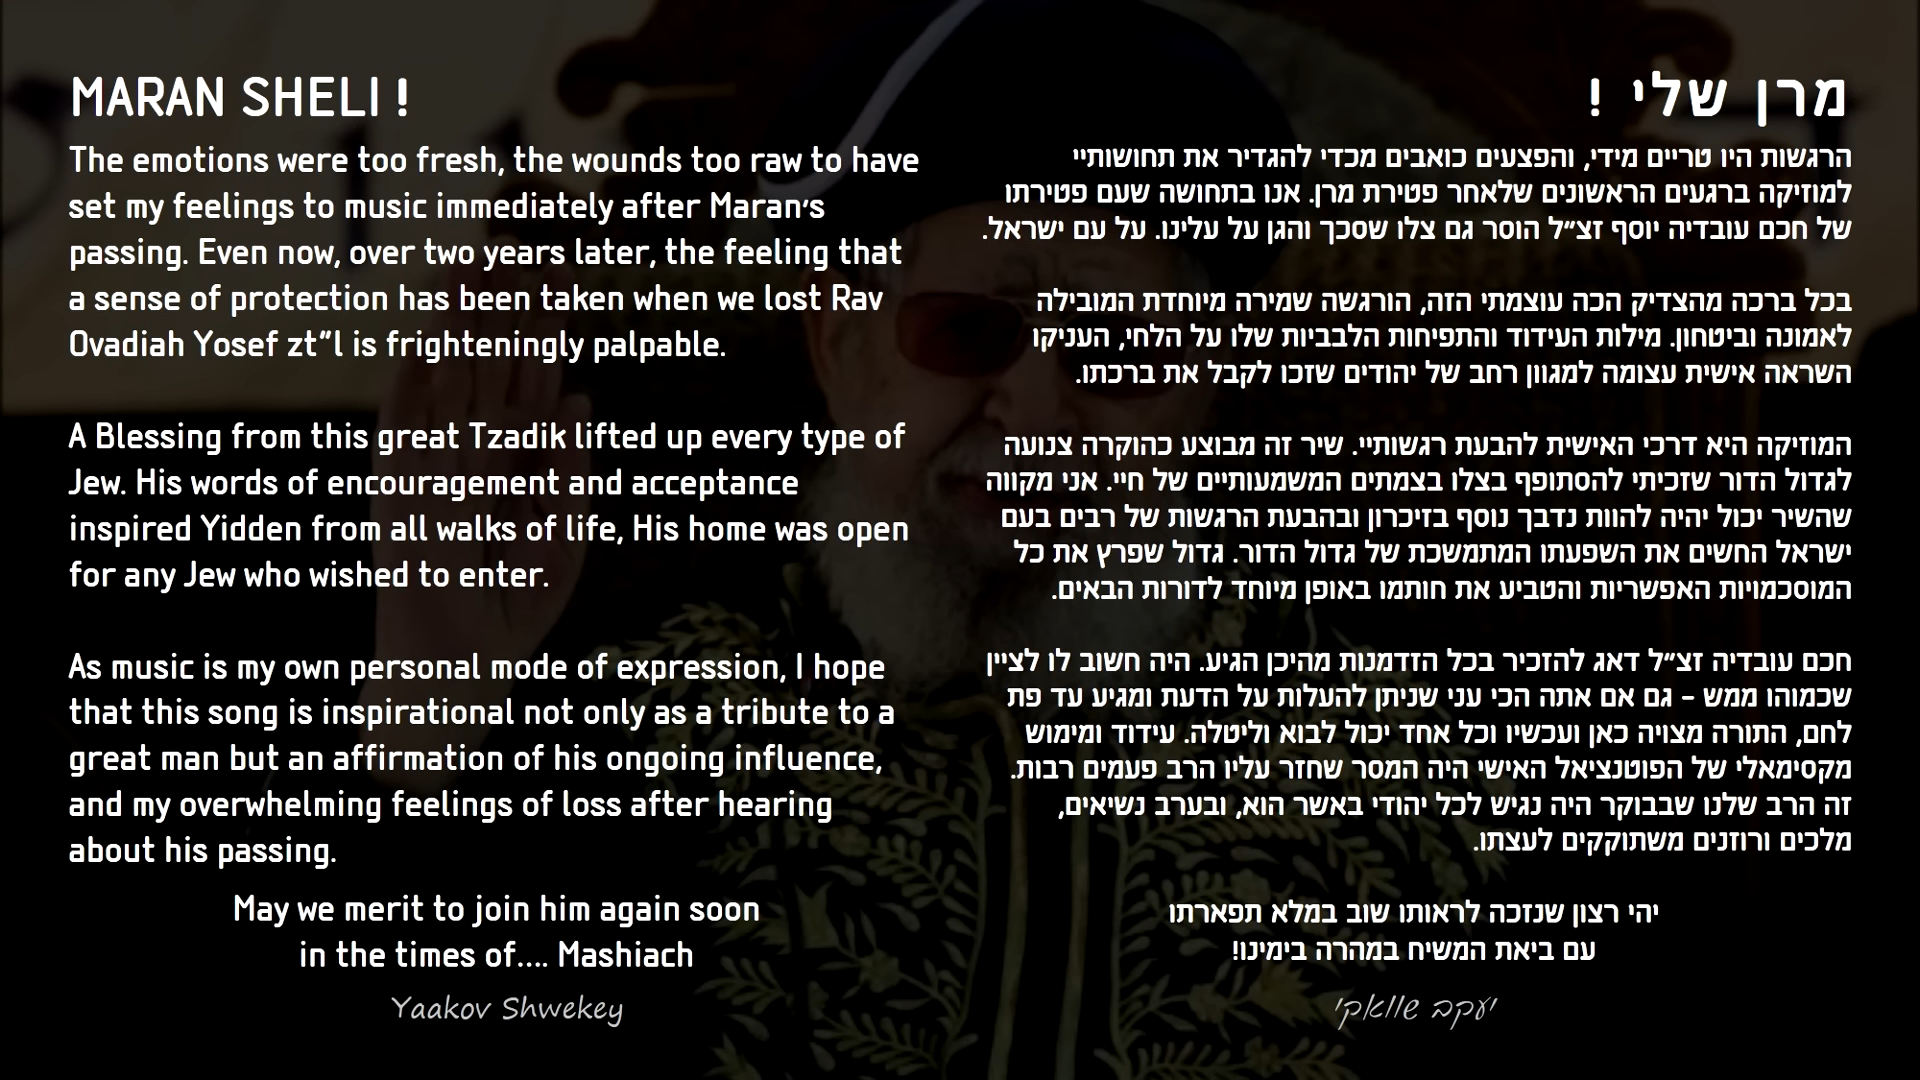 MARAN SHELI !
The emotions were too fresh, the wounds too raw to have
set my feelings to music immediately after Maran's
passing. Even now, over two years later, the feeling that
a sense of protection has been taken when we lost Rav
Ovadiah Yosef zt"l is frighteningly palpable.
A Blessing from this great Tzadik lifted up every type of
Jew. His words of encouragement and acceptance
inspired Yidden from all walks of life, His home was open
for any Jew who wished to enter.
As music is my own personal mode of expression, I hope
that this song is inspirational not only as a tribute to a
great man but an affirmation of his ongoing influence,
and my overwhelming feelings of loss after hearing
about his passing.
May we merit to join him again soon
in the times of.... Mashiach
Yaakov Shwekey
מרן שלי !
הרגשות היו טריים מידי, והפצעים כואבים מכדי להגדיר את תחושותיי
למוזיקה ברגעים הראשונים שלאחר פטירת מרן. אנו בתחושה שעם פטירתו
של חכם עובדיה יוסף זצ״ל הוסר גם צלו שסכך והגן על עלינו. על עם ישראל.
בכל ברכה מהצדיק הכה עוצמתי הזה, הורגשה שמירה מיוחדת המובילה
לאמונה וביטחון. מילות העידוד והתפיחות הלבביות שלו על הלחי, העניקו
השראה אישית עצומה למגוון רחב של יהודים שזכו לקבל את ברכתו.
המוזיקה היא דרכי האישית להבעת רגשותיי. שיר זה מבוצע כהוקרה צנועה
לגדול הדור שזכיתי להסתופף בצלו בצמתים המשמעותיים של חיי. אני מקווה
שהשיר יכול יהיה להוות נדבך נוסף בזיכרון ובהבעת הרגשות של רבים בעם
ישראל החשים את השפעתו המתמשכת של גדול הדור. גדול שפרץ את כל
המוסכמויות האפשריות והטביע את חותמו באופן מיוחד לדורות הבאים.
חכם עובדיה זצ״ל דאג להזכיר בכל הזדמנות מהיכן הגיע. היה חשוב לו לציין
שכמוהו ממש - גם אם אתה הכי עני שניתן להעלות על הדעת ומגיע עד פת
לחם, התורה מצויה כאן ועכשיו וכל אחד יכול לבוא וליטלה. עידוד ומימוש
מקסימאלי של הפוטנציאל האישי היה המסר שחזר עליו הרב פעמים רבות.
זה הרב שלנו שבבוקר היה נגיש לכל יהודי באשר הוא, ובערב נשיאים,
מלכים ורוזנים משתוקקים לעצתו.
יהי רצון שנזכה לראותו שוב במלא תפארתו
עם ביאת המשיח במהרה בימינו!
יעקב שוואקי